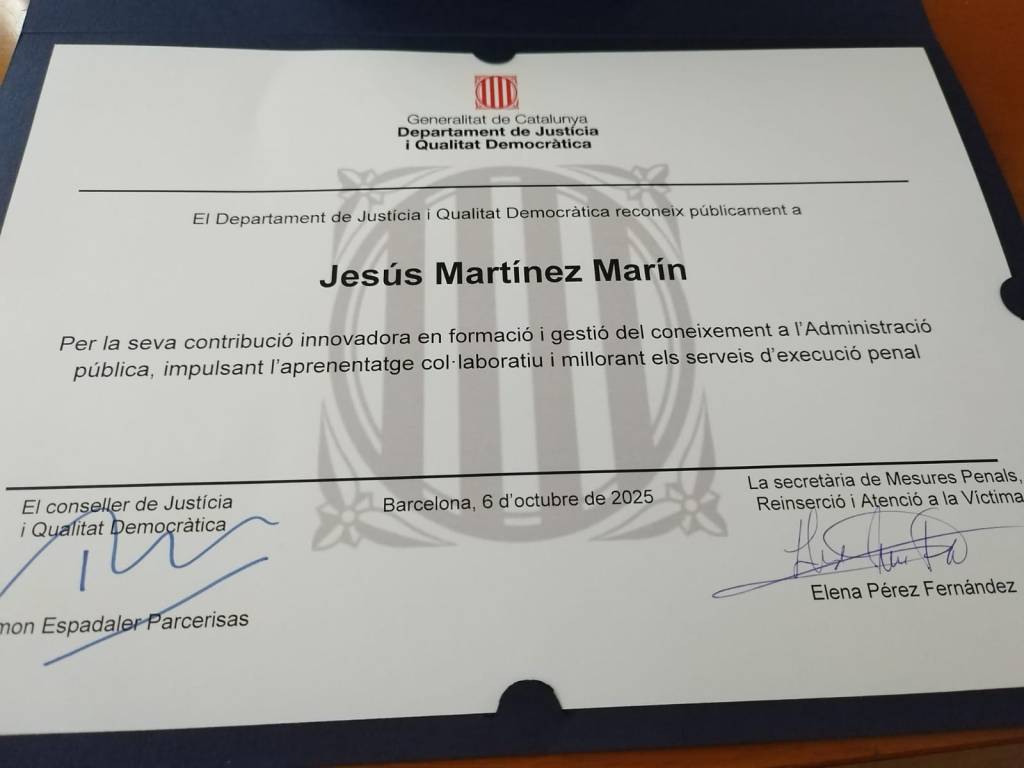 Generalitat de Catalunya
Departament de Justícia
i Qualitat Democràtica
El Departament de Justícia i Qualitat Democràtica reconeix públicament a
Jesús Martínez Marín
Per la seva contribució innovadora en formació i gestió del coneixement a l'Administració
pública, impulsant l'aprenentatge col·laboratiu i millorant els serveis d'execució penal
El conseller de Justícia
i Qualitat Democràtica
Espadaler Parcerisas
Barcelona, 6 d'octubre de 2025
La secretària de Mesures Penals,
Reinserció i Atenció a la Víctima
Elena Pérez Fernández